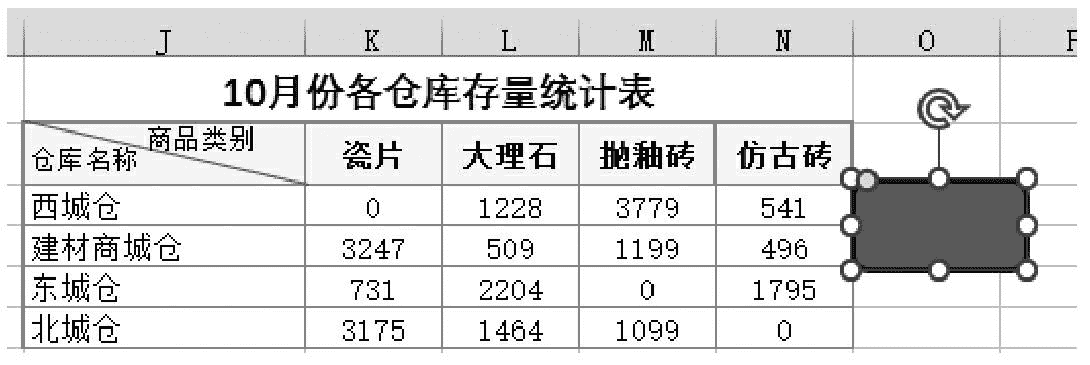 J K L M N O
10月份各仓库存量统计表
商品类别
仓库名称 瓷片 大理石 抛釉砖 仿古砖
西城仓 0 1228 3779 541
建材商城仓 3247 509 1199 496
东城仓 731 2204 0 1795
北城仓 3175 1464 1099 0